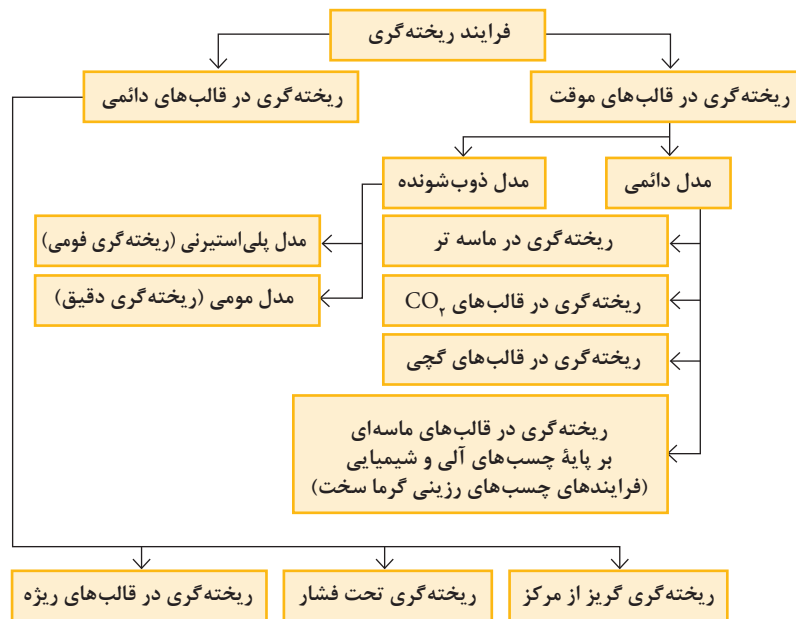 فرایند ریخته‌گری
ریخته‌گری در قالب‌های موقت
ریخته‌گری در قالب‌های دائمی
مدل دائمی
مدل ذوب‌شونده
ریخته‌گری در ماسه تر
مدل پلی‌استیرنی (ریخته‌گری فومی)
ریخته‌گری در قالب‌های CO₂
مدل مومی (ریخته‌گری دقیق)
ریخته‌گری در قالب‌های گچی
ریخته‌گری در قالب‌های ماسه‌ای
بر پایهٔ چسب‌های آلی و شیمیایی
(فرایندهای چسب‌های رزینی گرما سخت)
ریخته‌گری گریز از مرکز
ریخته‌گری تحت فشار
ریخته‌گری در قالب‌های ریژه